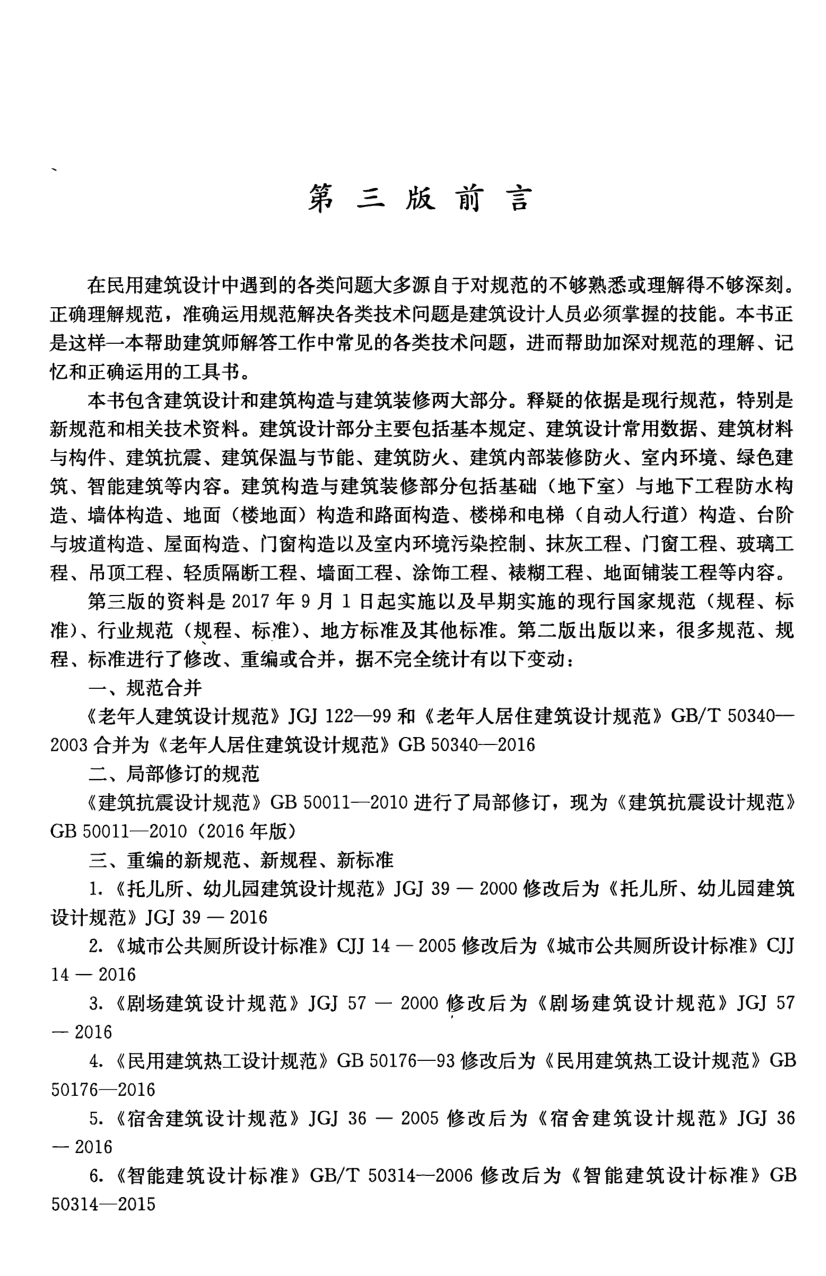 第三版前言
在民用建筑设计中遇到的各类问题大多源自于对规范的不够熟悉或理解得不够深刻。
正确理解规范，准确运用规范解决各类技术问题是建筑设计人员必须掌握的技能。本书正
是这样一本帮助建筑师解答工作中常见的各类技术问题，进而帮助加深对规范的理解、记
忆和正确运用的工具书。
本书包含建筑设计和建筑构造与建筑装修两大部分。释疑的依据是现行规范，特别是
新规范和相关技术资料。建筑设计部分主要包括基本规定、建筑设计常用数据、建筑材料
与构件、建筑抗震、建筑保温与节能、建筑防火、建筑内部装修防火、室内环境、绿色建
筑、智能建筑等内容。建筑构造与建筑装修部分包括基础（地下室）与地下工程防水构
造、墙体构造、地面（楼地面）构造和路面构造、楼梯和电梯（自动人行道）构造、台阶
与坡道构造、屋面构造、门窗构造以及室内环境污染控制、抹灰工程、门窗工程、玻璃工
程、吊顶工程、轻质隔断工程、墙面工程、涂饰工程、裱糊工程、地面铺装工程等内容。
第三版的资料是 2017 年 9 月 1 日起实施以及早期实施的现行国家规范（规程、标
准）、行业规范（规程、标准）、地方标准及其他标准。第二版出版以来，很多规范、规
程、标准进行了修改、重编或合并，据不完全统计有以下变动：
一、规范合并
《老年人建筑设计规范》JGJ 122—99 和《老年人居住建筑设计规范》GB/T 50340—
2003 合并为《老年人居住建筑设计规范》GB 50340—2016
二、局部修订的规范
《建筑抗震设计规范》GB 50011—2010 进行了局部修订，现为《建筑抗震设计规范》
GB 50011—2010（2016 年版）
三、重编的新规范、新规程、新标准
1.《托儿所、幼儿园建筑设计规范》JGJ 39 — 2000 修改后为《托儿所、幼儿园建筑
设计规范》JGJ 39 — 2016
2.《城市公共厕所设计标准》CJJ 14 — 2005 修改后为《城市公共厕所设计标准》CJJ
14 — 2016
3.《剧场建筑设计规范》JGJ 57 — 2000 修改后为《剧场建筑设计规范》JGJ 57
— 2016
4.《民用建筑热工设计规范》GB 50176—93 修改后为《民用建筑热工设计规范》GB
50176—2016
5.《宿舍建筑设计规范》JGJ 36 — 2005 修改后为《宿舍建筑设计规范》JGJ 36
— 2016
6.《智能建筑设计标准》GB/T 50314—2006 修改后为《智能建筑设计标准》GB
50314—2015